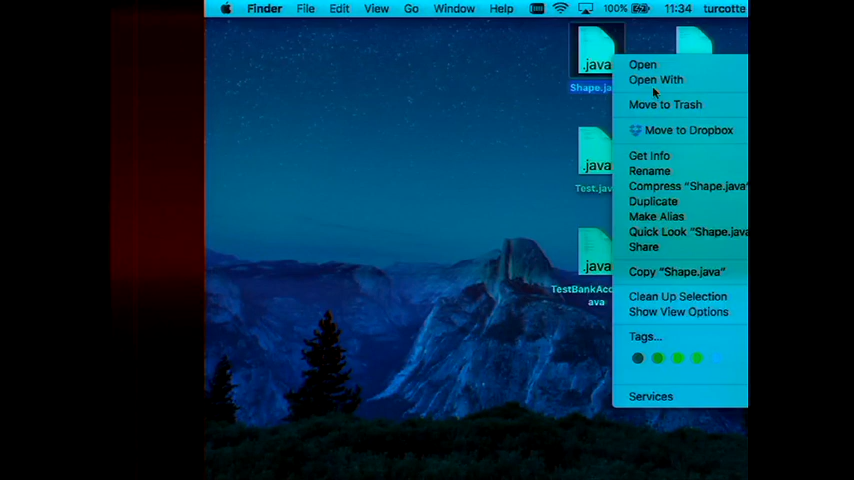 Finder File Edit View Go Window Help 100% 11:34 turcotte
.java
Shape.ja
Open
Open With
Move to Trash
Move to Dropbox
.java
Test.jav
Get Info
Rename
Compress “Shape.java”
Duplicate
Make Alias
Quick Look “Shape.java
Share
.java
TestBankAcc
ava
Copy “Shape.java”
Clean Up Selection
Show View Options
Tags...
Services